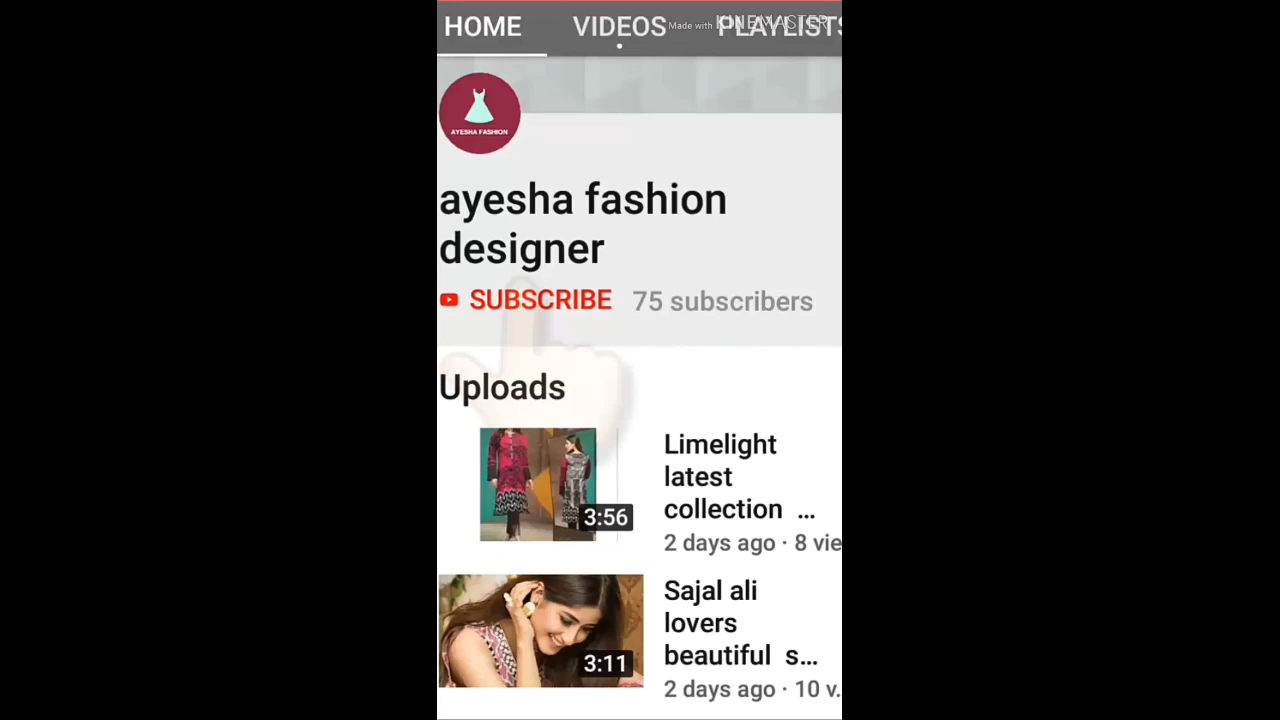 HOME VIDEOS PLAYLISTS
Made with KINEMASTER
AYESHA FASHION
ayesha fashion
designer
SUBSCRIBE 75 subscribers
Uploads
Limelight
latest
collection ...
3:56
2 days ago · 8 vie
Sajal ali
lovers
beautiful s...
3:11
2 days ago · 10 v...